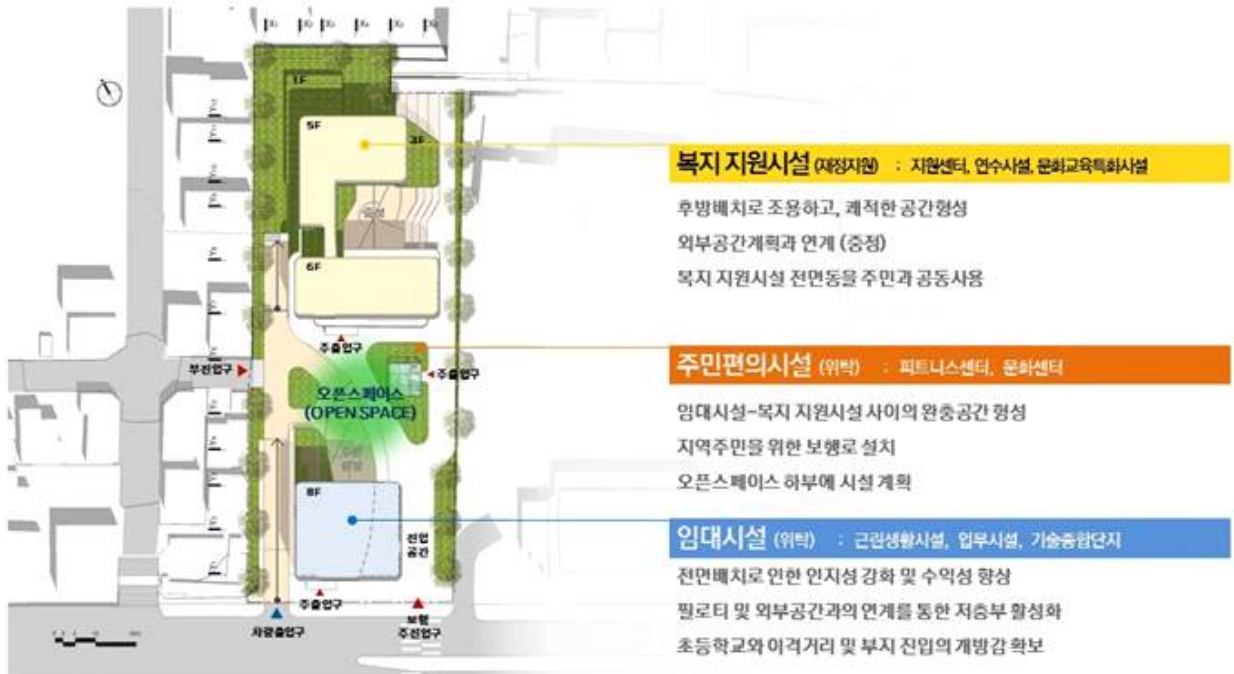 1F
5F
3F
중정
6F
주출입구
부진입구
주출입구
오픈스페이스
(OPEN SPACE)
8F
진입
공간
주출입구
차량출입구
보행
주진입구
복지 지원시설 (재정지원) : 지원센터, 연수시설, 문화교육특화시설
후방배치로 조용하고, 쾌적한 공간형성
외부공간계획과 연계 (중정)
복지 지원시설 전면동을 주민과 공동사용
주민편의시설 (위탁) : 피트니스센터, 문화센터
임대시설-복지 지원시설 사이의 완충공간 형성
지역주민을 위한 보행로 설치
오픈스페이스 하부에 시설 계획
임대시설 (위탁) : 근린생활시설, 업무시설, 기술종합단지
전면배치로 인한 인지성 강화 및 수익성 향상
필로티 및 외부공간과의 연계를 통한 저층부 활성화
초등학교와 이격거리 및 부지 진입의 개방감 확보